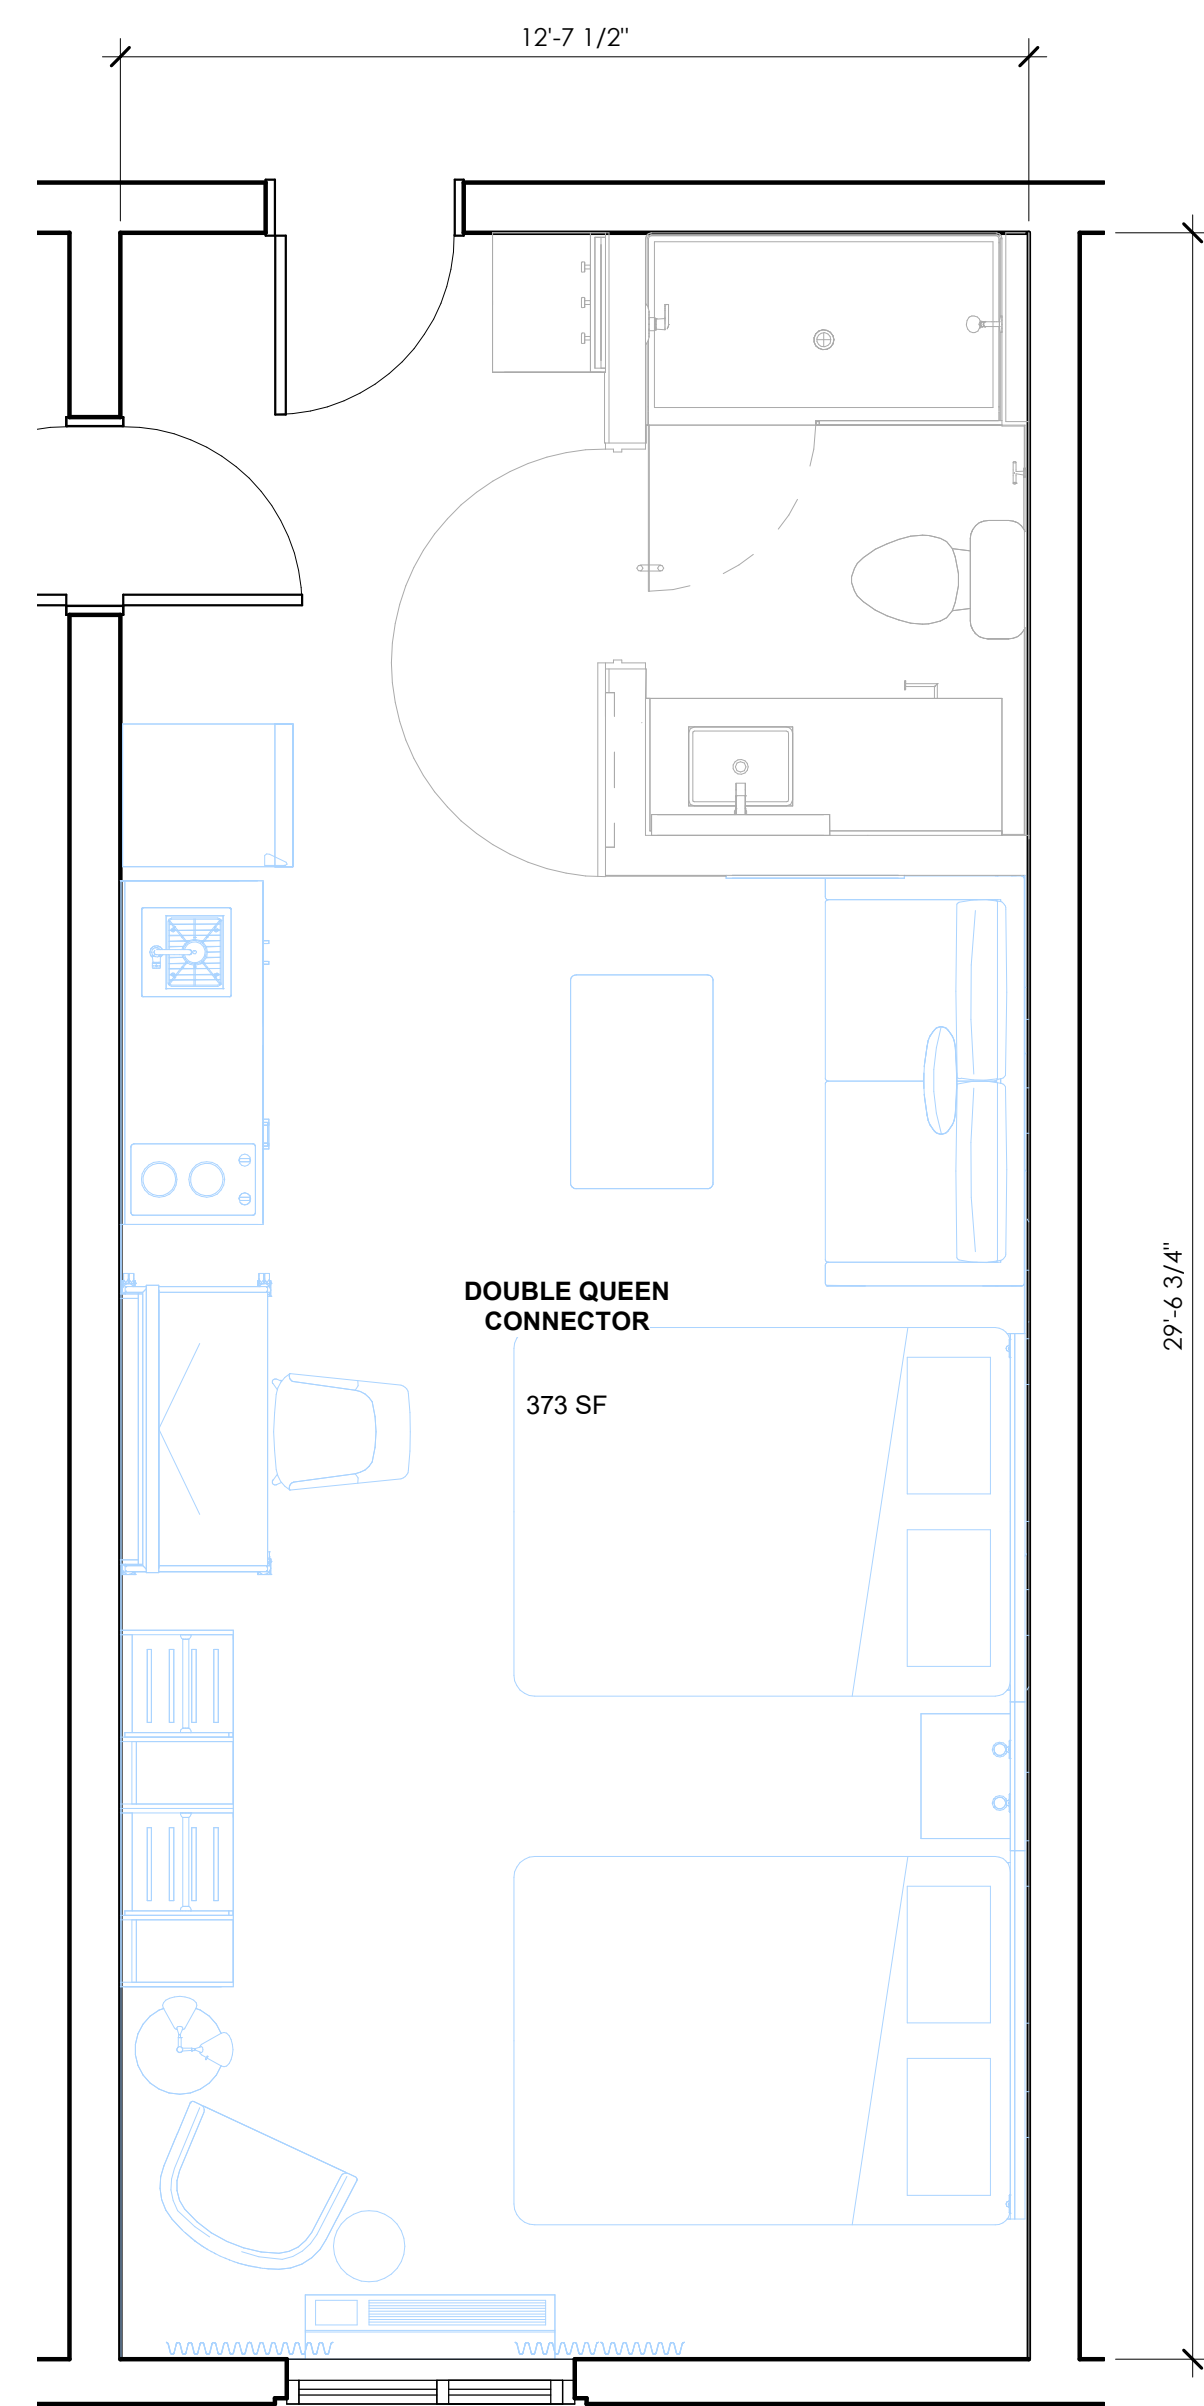 12'-7 1/2"
29'-6 3/4"
DOUBLE QUEEN
CONNECTOR
373 SF